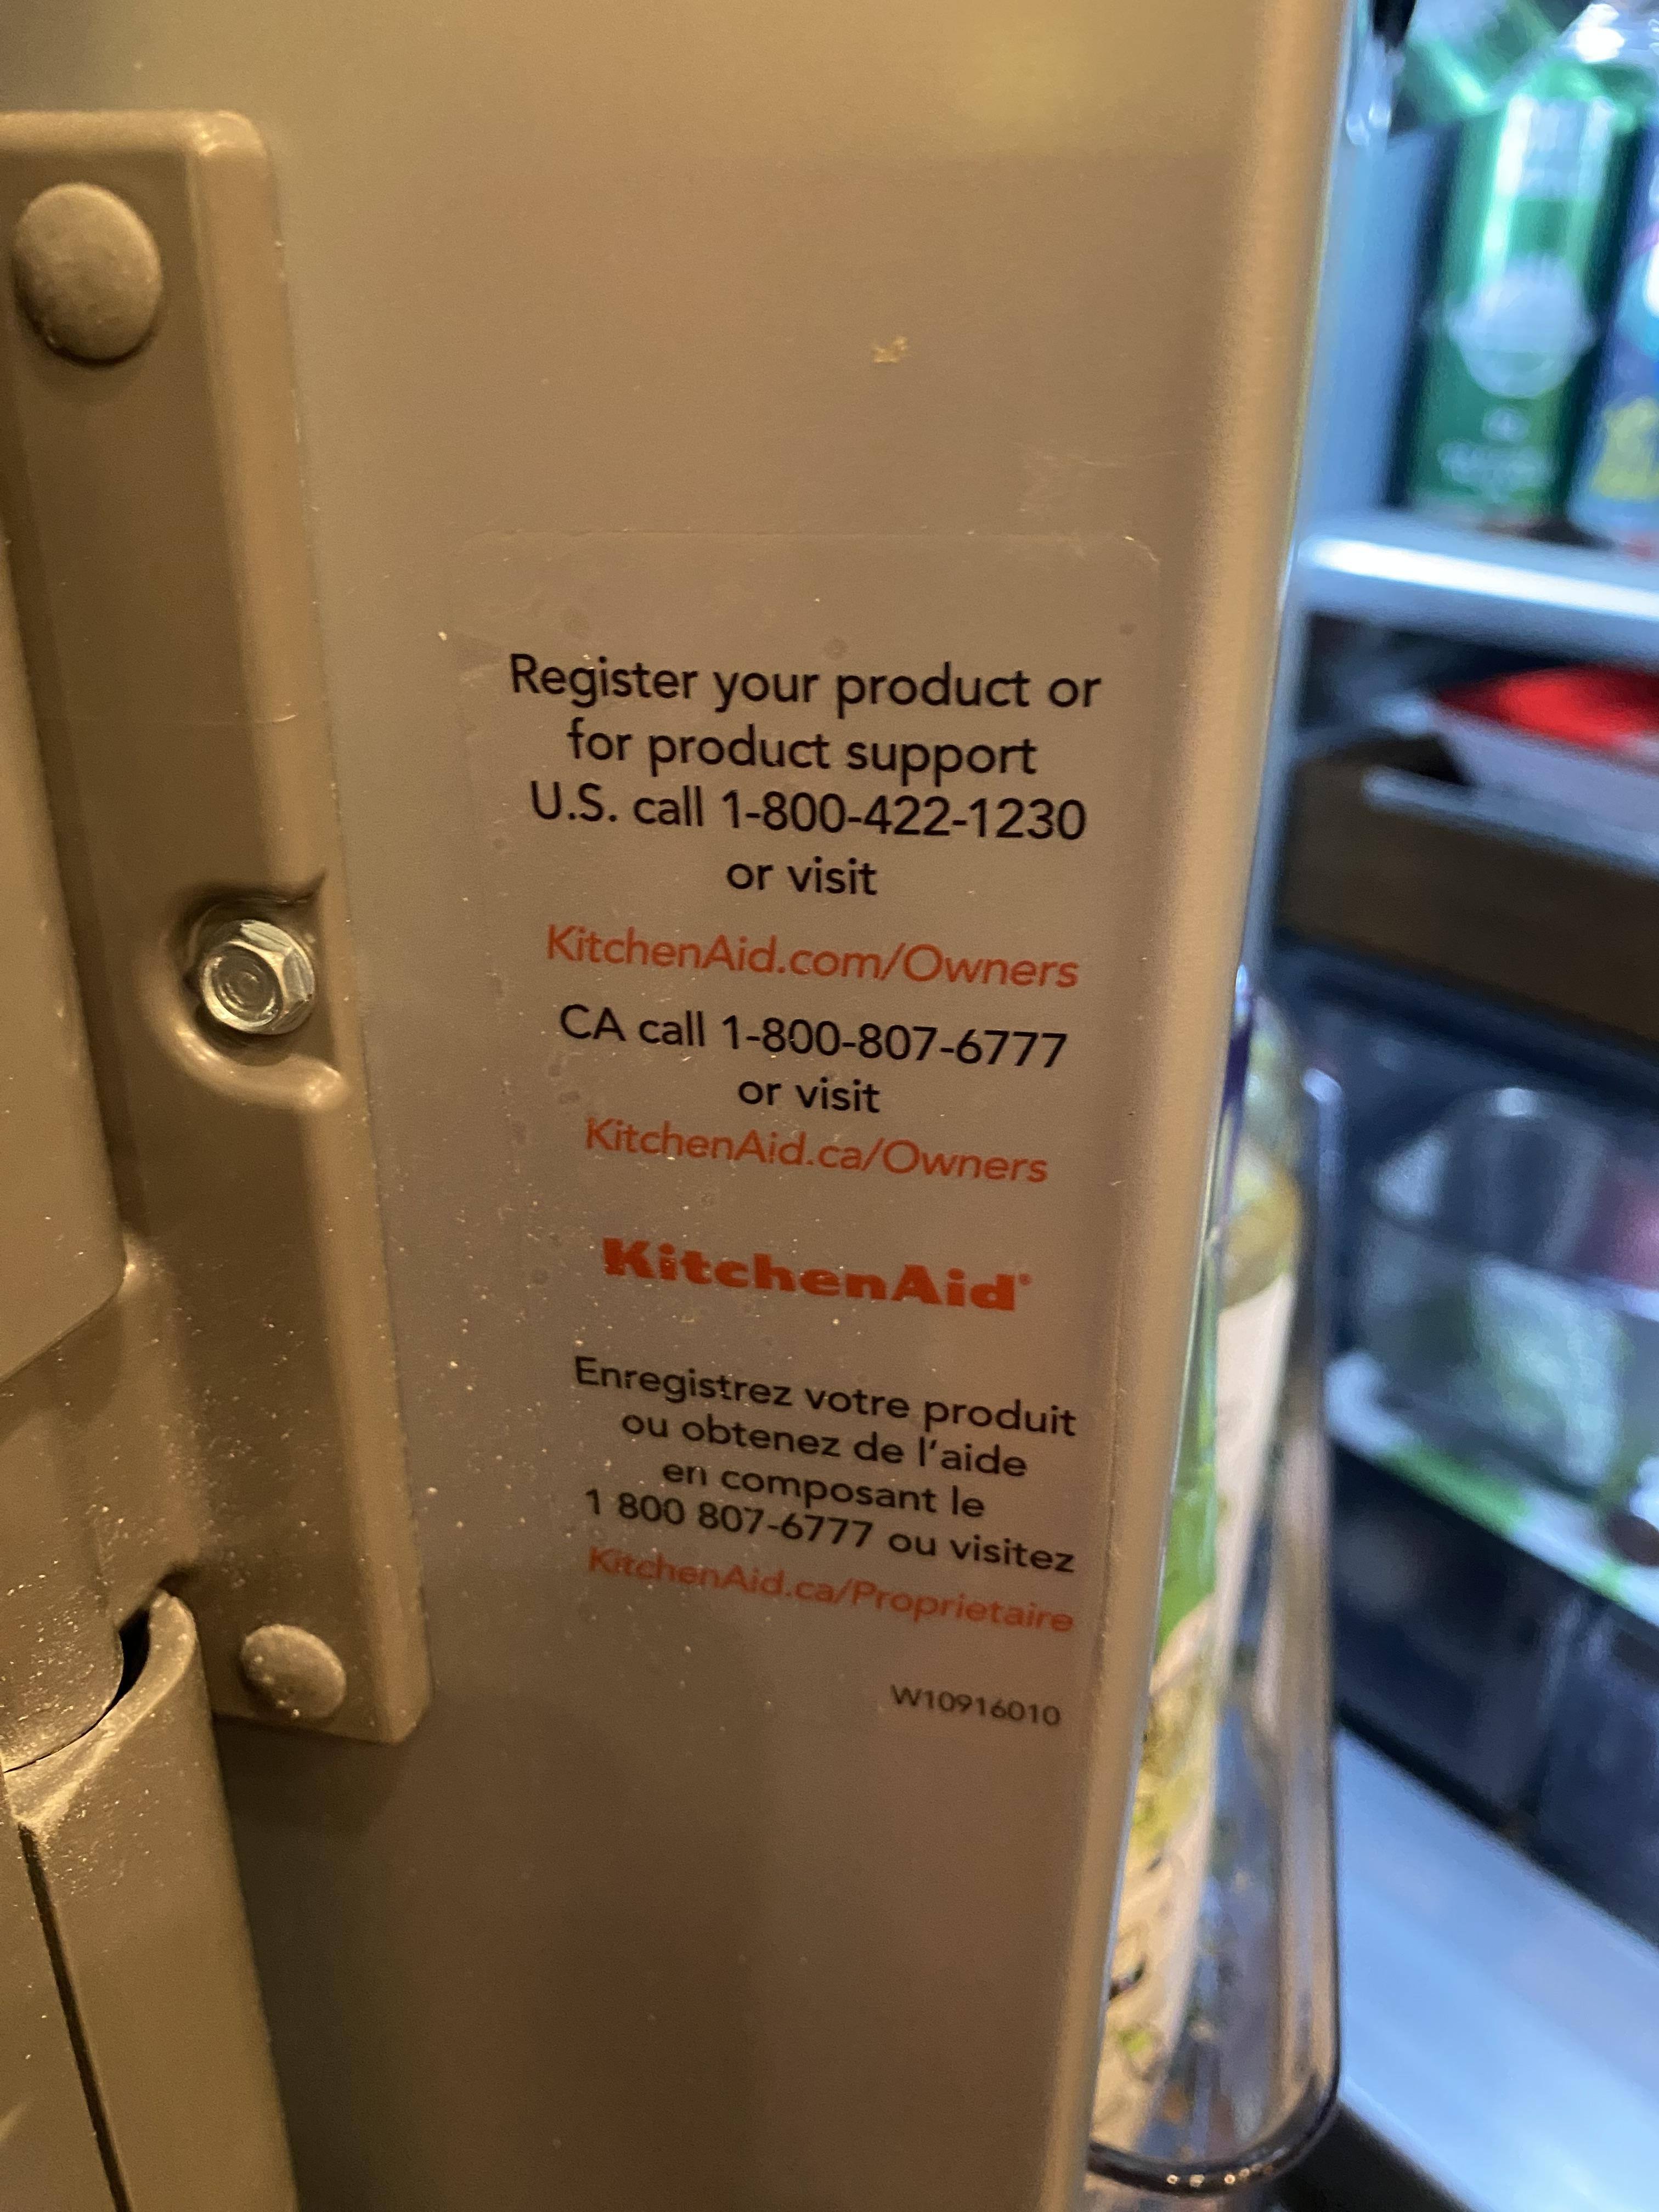 Register your product or
for product support
U.S. call 1-800-422-1230
or visit
KitchenAid.com/Owners
CA call 1-800-807-6777
or visit
KitchenAid.ca/Owners
KitchenAid®
Enregistrez votre produit
ou obtenez de l'aide
en composant le
1 800 807-6777 ou visitez
KitchenAid.ca/Proprietaire
W10916010